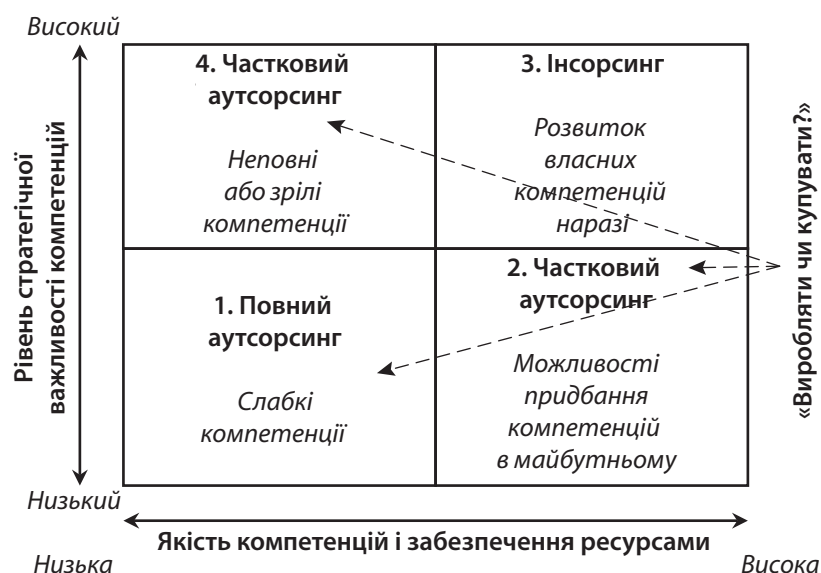 Високий
4. Частковий
аутсорсинг
Неповні
або зрілі
компетенції
3. Інсорсинг
Розвиток
власних
компетенцій
наразі
1. Повний
аутсорсинг
Слабкі
компетенції
2. Частковий
аутсорсинг
Можливості
придбання
компетенцій
в майбутньому
Рівень стратегічної
важливості компетенцій
«Виробляти чи купувати?»
Низький
Якість компетенцій і забезпечення ресурсами
Низька
Висока